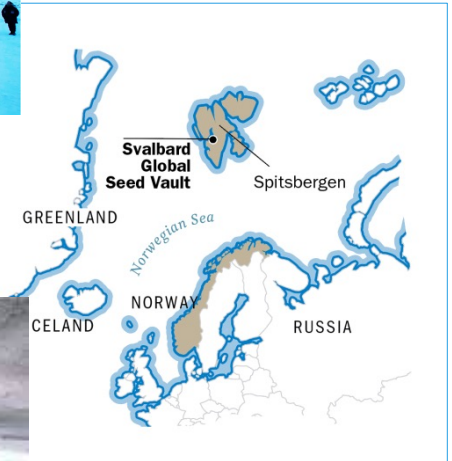 Svalbard
Global
Seed Vault
Spitsbergen
GREENLAND
Norwegian Sea
NORWAY
CELAND
RUSSIA